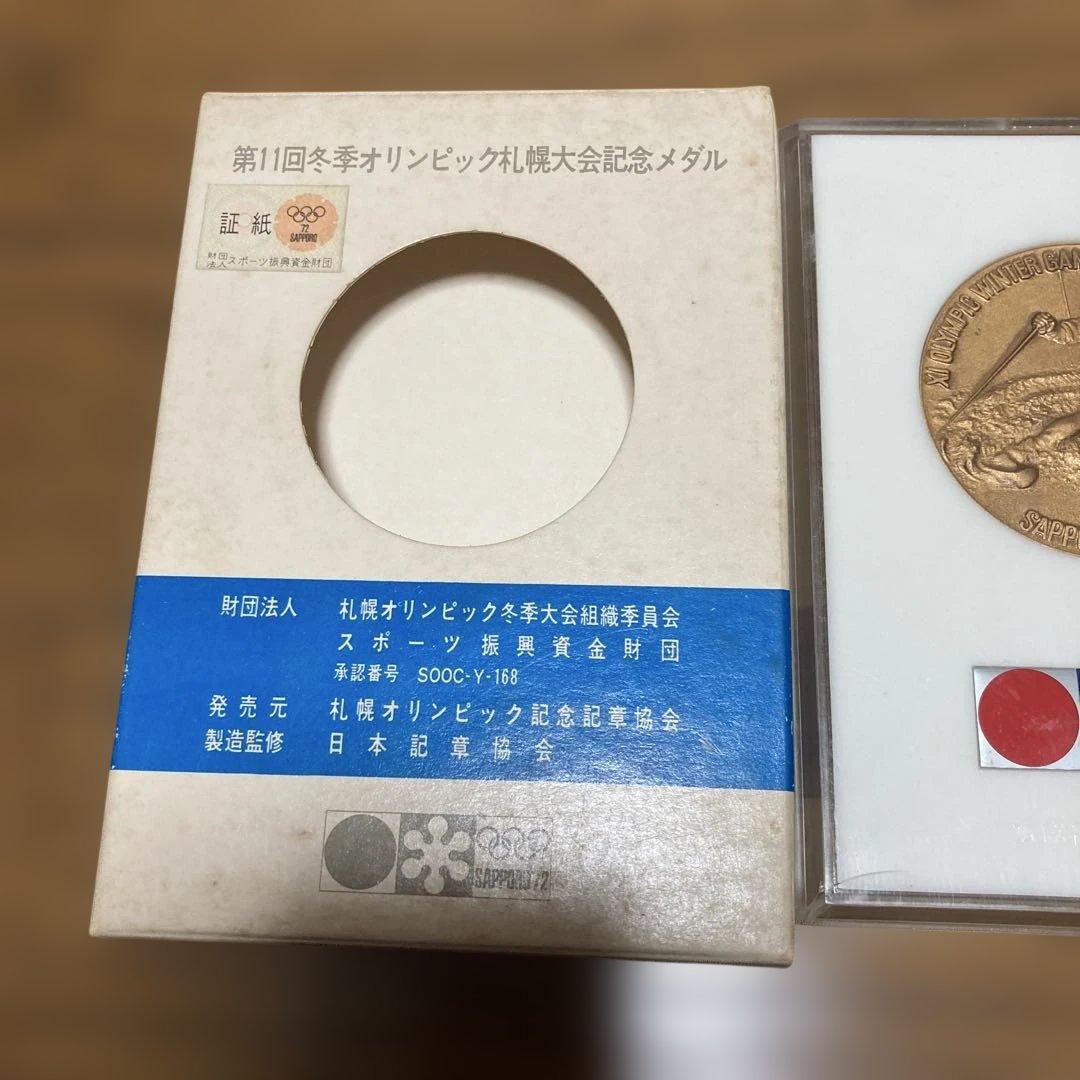 第11回冬季オリンピック札幌大会記念メダル
証紙
72
SAPPORO
財団法人スポーツ振興資金財団
財団法人 札幌オリンピック冬季大会組織委員会
スポーツ振興資金財団
承認番号 SOOC-Y-168
発売元 札幌オリンピック記念記章協会
製造監修 日本記章協会
SAPPORO'72
XI OLYMPIC WINTER GAM
SAPPO